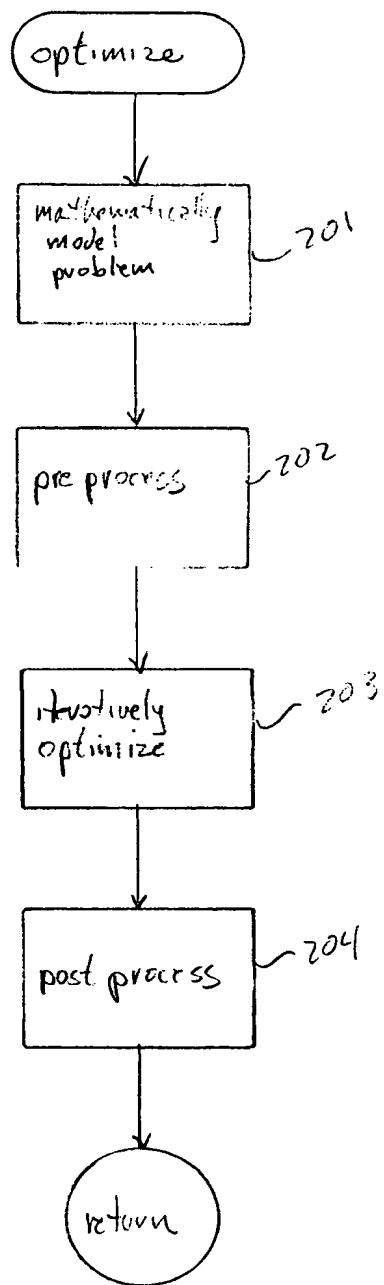 optimize
mathematically
model
problem
201
pre process
202
iteratively
optimize
203
post process
204
return